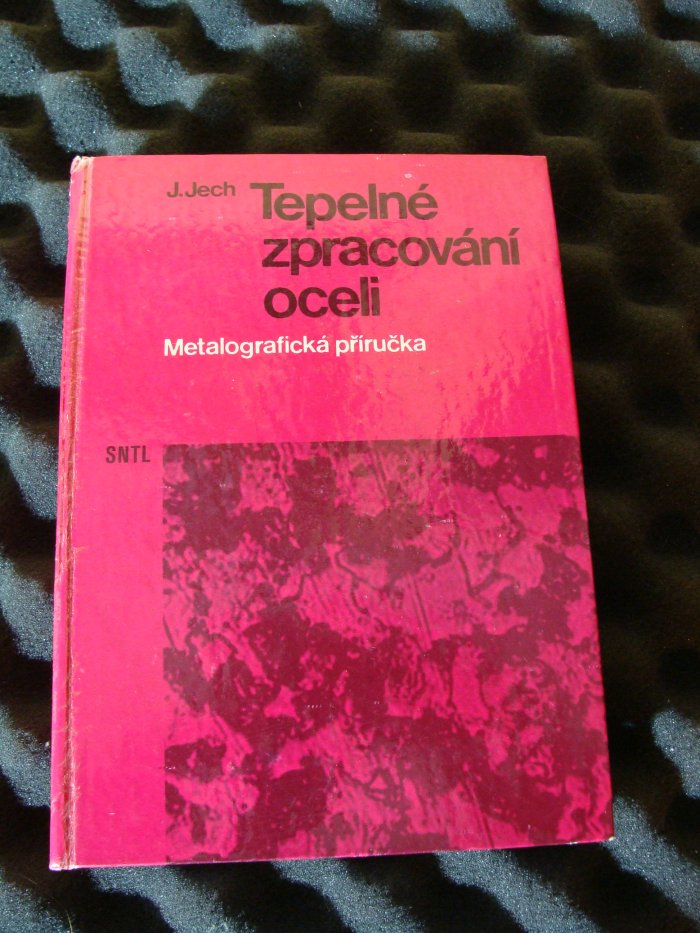 J. Jech Tepelné
zpracování
oceli
Metalografická příručka
SNTL